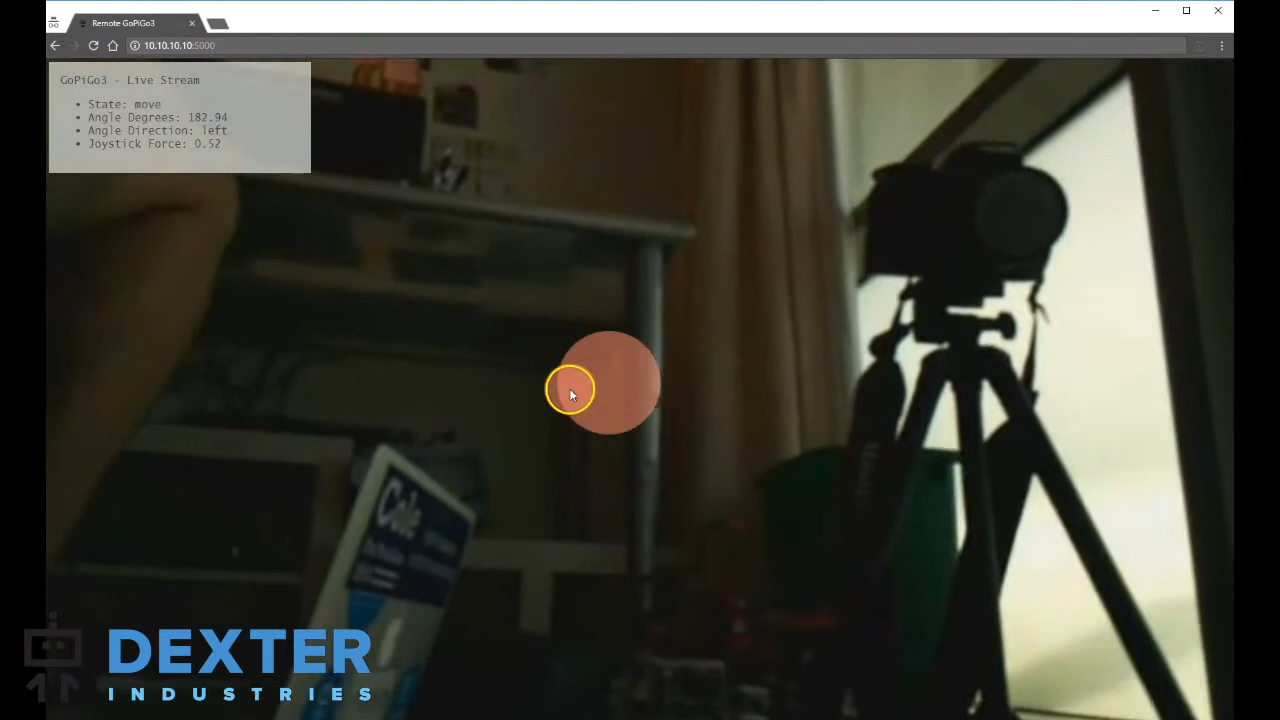 Remote GoPiGo3
10.10.10.10:5000
GoPiGo3 - Live Stream
State: move
Angle Degrees: 182.94
Angle Direction: left
Joystick Force: 0.52
Cole
DEXTER
INDUSTRIES